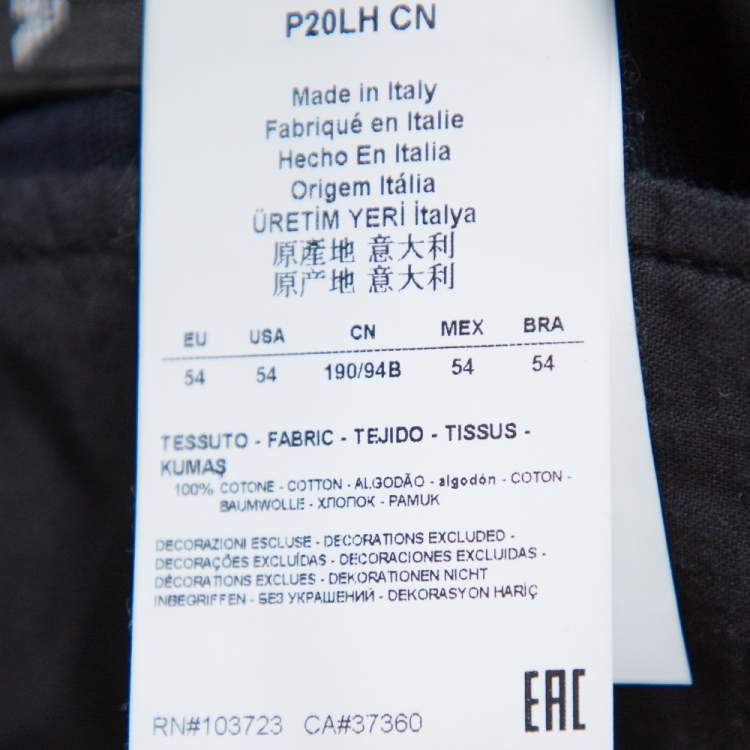 P20LH CN
Made in Italy
Fabriqué en Italie
Hecho En Italia
Origem Itália
ÜRETİM YERİ İtalya
原產地 意大利
原产地 意大利
EU USA CN MEX BRA
54 54 190/94B 54 54
TESSUTO - FABRIC - TEJIDO - TISSUS -
KUMAŞ
100% COTONE - COTTON - ALGODÃO - algodón - COTON -
BAUMWOLLE - ХЛОПОК - PAMUK
DECORAZIONI ESCLUSE - DECORATIONS EXCLUDED -
DECORAÇÕES EXCLUÍDAS - DECORACIONES EXCLUIDAS -
DÉCORATIONS EXCLUES - DEKORATIONEN NICHT
INBEGRIFFEN - БЕЗ УКРАШЕНИЙ - DEKORASYON HARİÇ
EAC
RN#103723 CA#37360